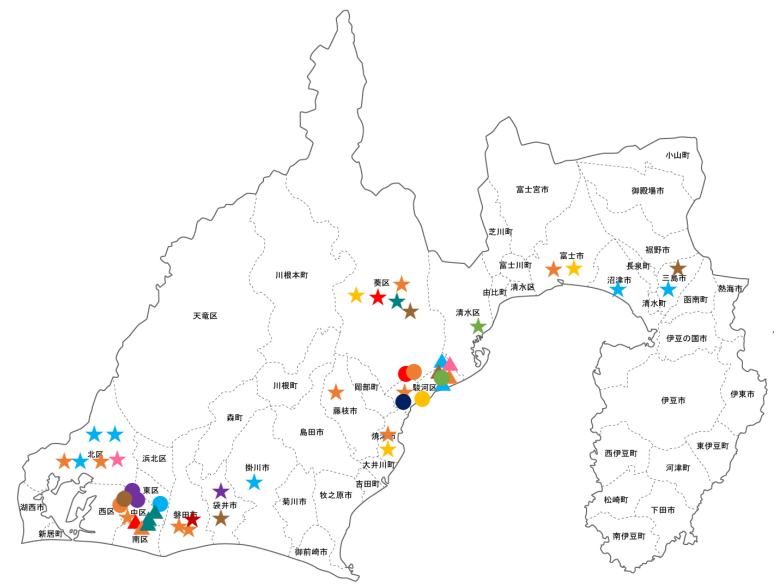 小山町
富士宮市
御殿場市
芝川町
裾野市
富士市
富士川町
長泉町
葵区
川根本町
沼津市
三島市
熱海市
由比町
清水区
函南町
清水町
天竜区
清水区
伊豆の国市
川根町
岡部町
駿河区
伊豆市
伊東市
藤枝市
森町
島田市
焼津市
東伊豆町
北区
浜北区
掛川市
大井川町
西伊豆町
河津町
吉田町
東区
牧之原市
湖西市
西区
中区
袋井市
菊川市
松崎町
下田市
磐田市
新居町
南区
南伊豆町
御前崎市